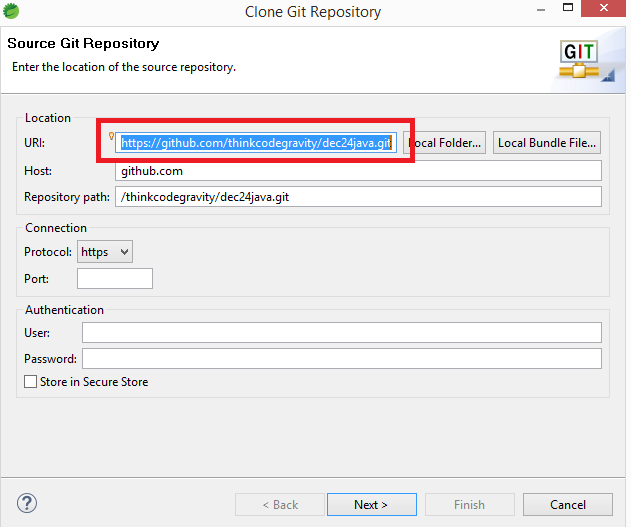 Clone Git Repository
Source Git Repository
Enter the location of the source repository.
GIT
Location
URI: https://github.com/thinkcodegravity/dec24java.git Local Folder... Local Bundle File...
Host: github.com
Repository path: /thinkcodegravity/dec24java.git
Connection
Protocol: https
Port:
Authentication
User:
Password:
Store in Secure Store
? < Back Next > Finish Cancel